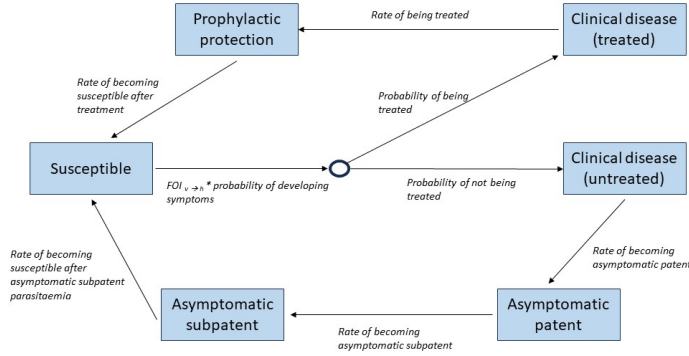 Prophylactic
protection
Rate of being treated
Clinical disease
(treated)
Rate of becoming
susceptible after
treatment
Probability of being
treated
Susceptible
FOI v → h * probability of developing
symptoms
Probability of not being
treated
Clinical disease
(untreated)
Rate of becoming
susceptible after
asymptomatic subpatent
parasitaemia
Rate of becoming
asymptomatic patent
Asymptomatic
subpatent
Rate of becoming
asymptomatic subpatent
Asymptomatic
patent